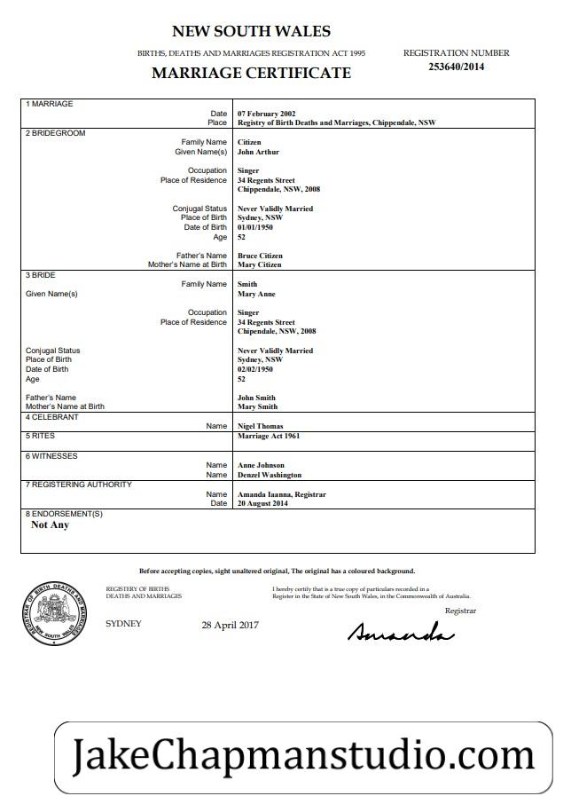 NEW SOUTH WALES
BIRTHS, DEATHS AND MARRIAGES REGISTRATION ACT 1995
REGISTRATION NUMBER
MARRIAGE CERTIFICATE
253640/2014
1 MARRIAGE
Date 07 February 2002
Place Registry of Birth Deaths and Marriages, Chippendale, NSW
2 BRIDEGROOM
Family Name Citizen
Given Name(s) John Arthur
Occupation Singer
Place of Residence 34 Regents Street
Chippendale, NSW, 2008
Conjugal Status Never Validly Married
Place of Birth Sydney, NSW
Date of Birth 01/01/1950
Age 52
Father's Name Bruce Citizen
Mother's Name at Birth Mary Citizen
3 BRIDE
Family Name Smith
Given Name(s) Mary Anne
Occupation Singer
Place of Residence 34 Regents Street
Chipendale, NSW, 2008
Conjugal Status Never Validly Married
Place of Birth Sydney, NSW
Date of Birth 02/02/1950
Age 52
Father's Name John Smith
Mother's Name at Birth Mary Smith
4 CELEBRANT
Name Nigel Thomas
5 RITES Marriage Act 1961
6 WITNESSES
Name Anne Johnson
Name Denzel Washington
7 REGISTERING AUTHORITY
Name Amanda Iaanna, Registrar
Date 20 August 2014
8 ENDORSEMENT(S)
Not Any
Before accepting copies, sight unaltered original, The original has a coloured background.
REGISTRY OF BIRTHS
DEATHS AND MARRIAGES
I hereby certify that is a true copy of particulars recorded in a
Register in the State of New South Wales, in the Commonwealth of Australia.
Registrar
REGISTRAR OF BIRTH DEATHS AND MARRIAGES
NEW SOUTH WALES
SYDNEY 28 April 2017
Amanda
JakeChapmanstudio.com